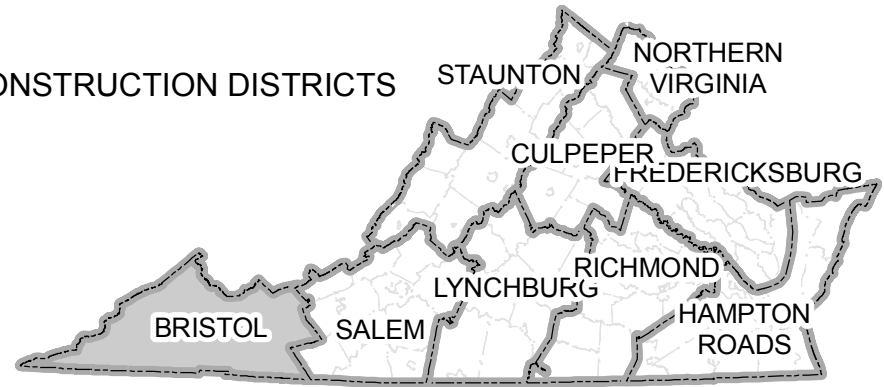 ONSTRUCTION DISTRICTS
STAUNTON
NORTHERN
VIRGINIA
CULPEPER
FREDERICKSBURG
RICHMOND
LYNCHBURG
HAMPTON
ROADS
BRISTOL
SALEM